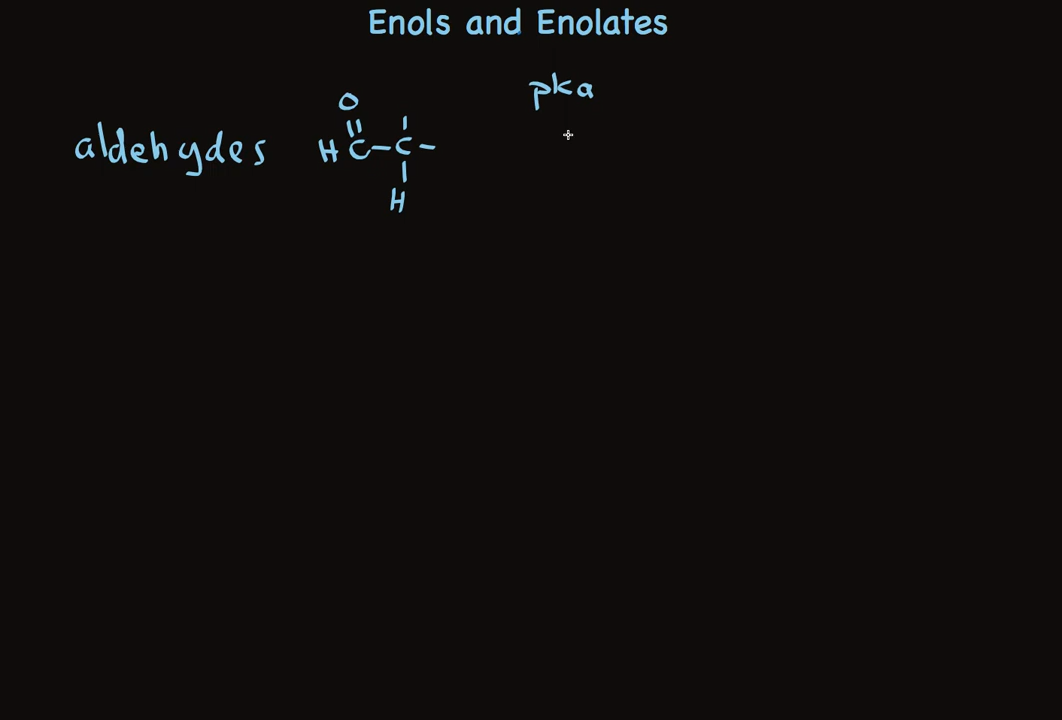 Enols and Enolates
pka
O
aldehydes H C - C -
H